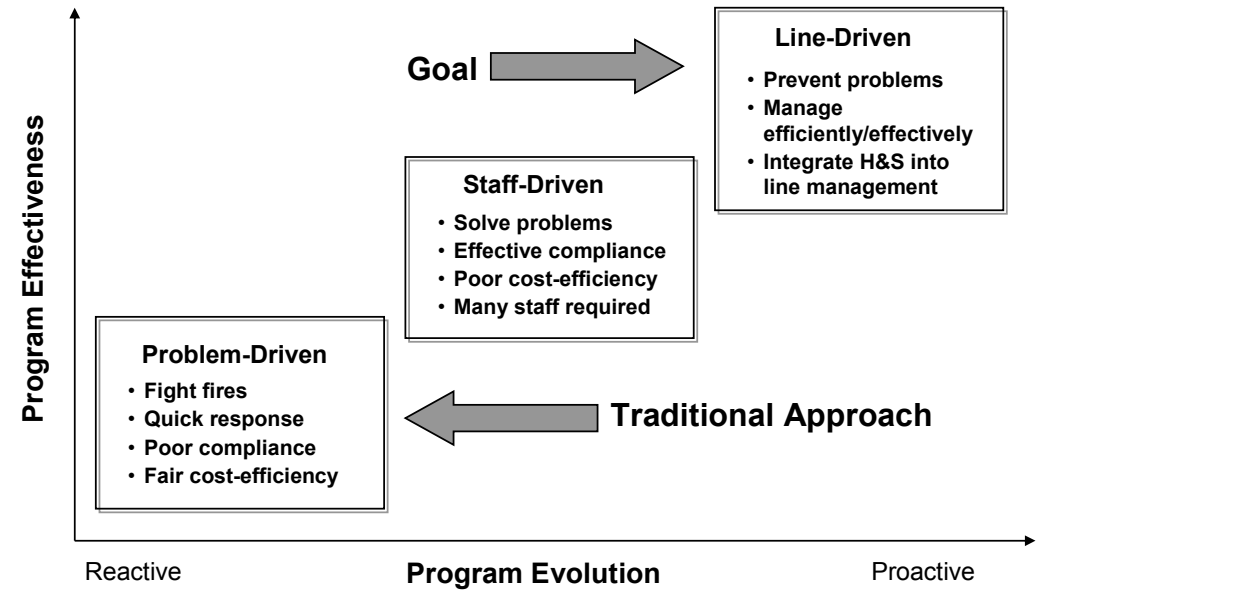 Program Effectiveness
Goal
Line-Driven
• Prevent problems
• Manage
efficiently/effectively
• Integrate H&S into
line management
Staff-Driven
• Solve problems
• Effective compliance
• Poor cost-efficiency
• Many staff required
Problem-Driven
• Fight fires
• Quick response
• Poor compliance
• Fair cost-efficiency
Traditional Approach
Reactive
Program Evolution
Proactive